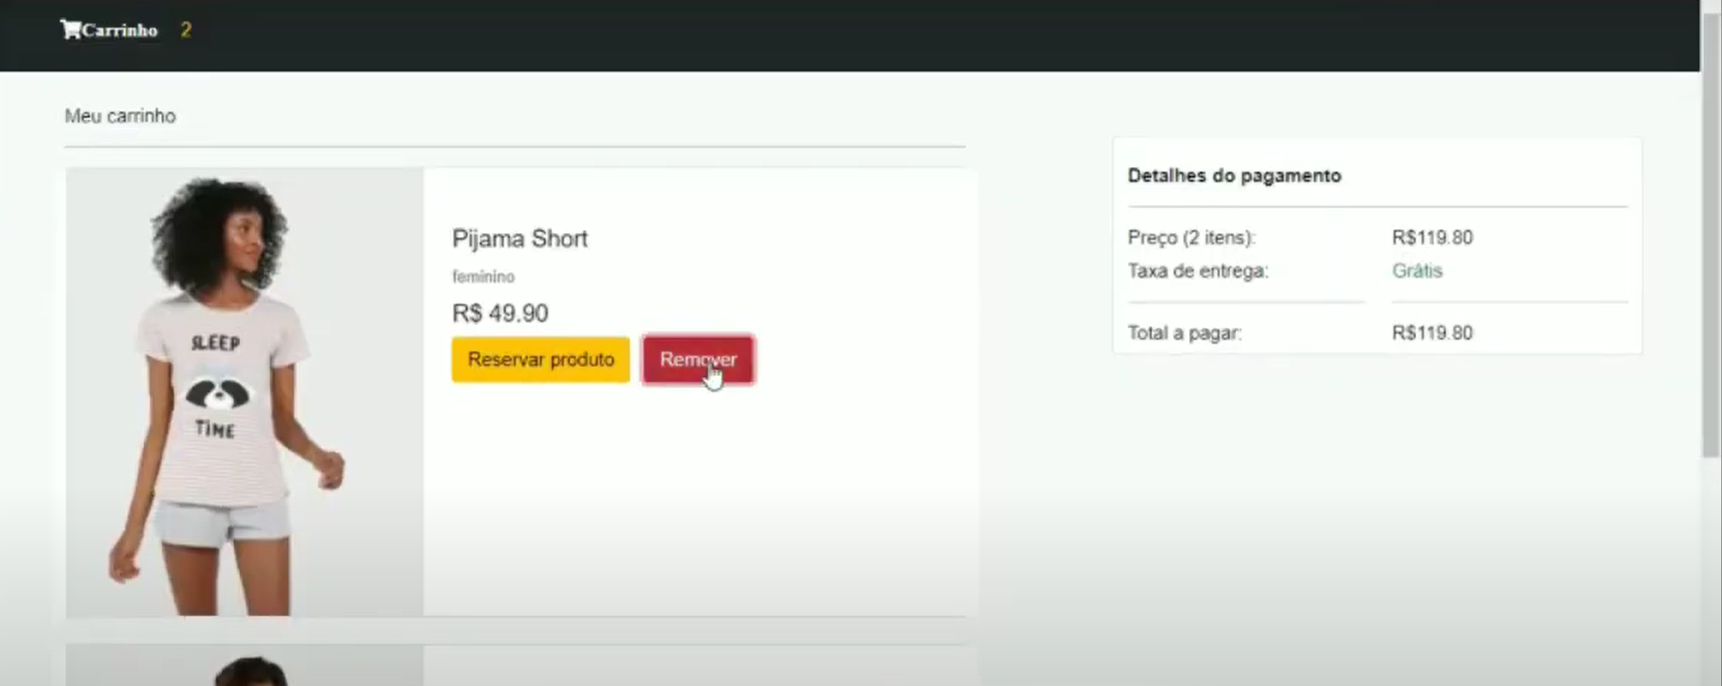 Carrinho 2
Meu carrinho
Pijama Short
feminino
R$ 49.90
Reservar produto Remover
SLEEP
TIME
Detalhes do pagamento
Preço (2 itens): R$119.80
Taxa de entrega: Grátis
Total a pagar: R$119.80